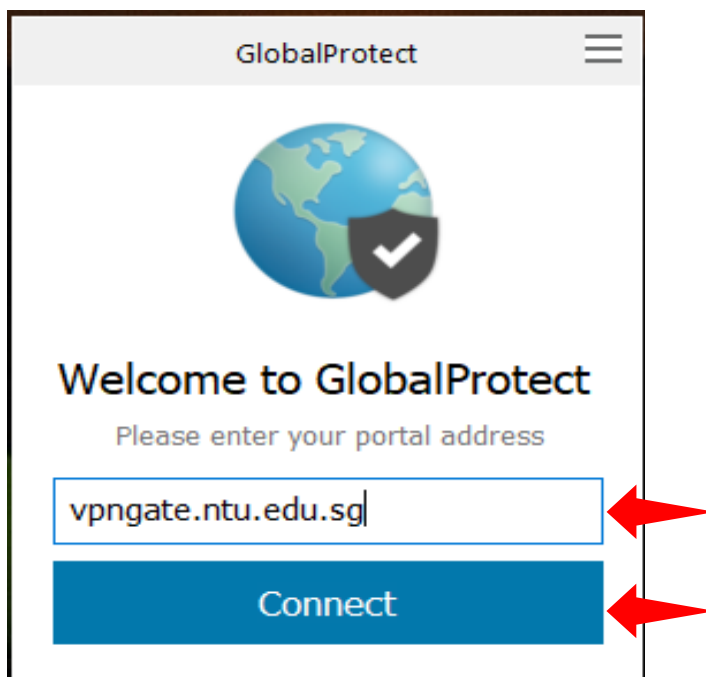 GlobalProtect
Welcome to GlobalProtect
Please enter your portal address
vpngate.ntu.edu.sg
Connect